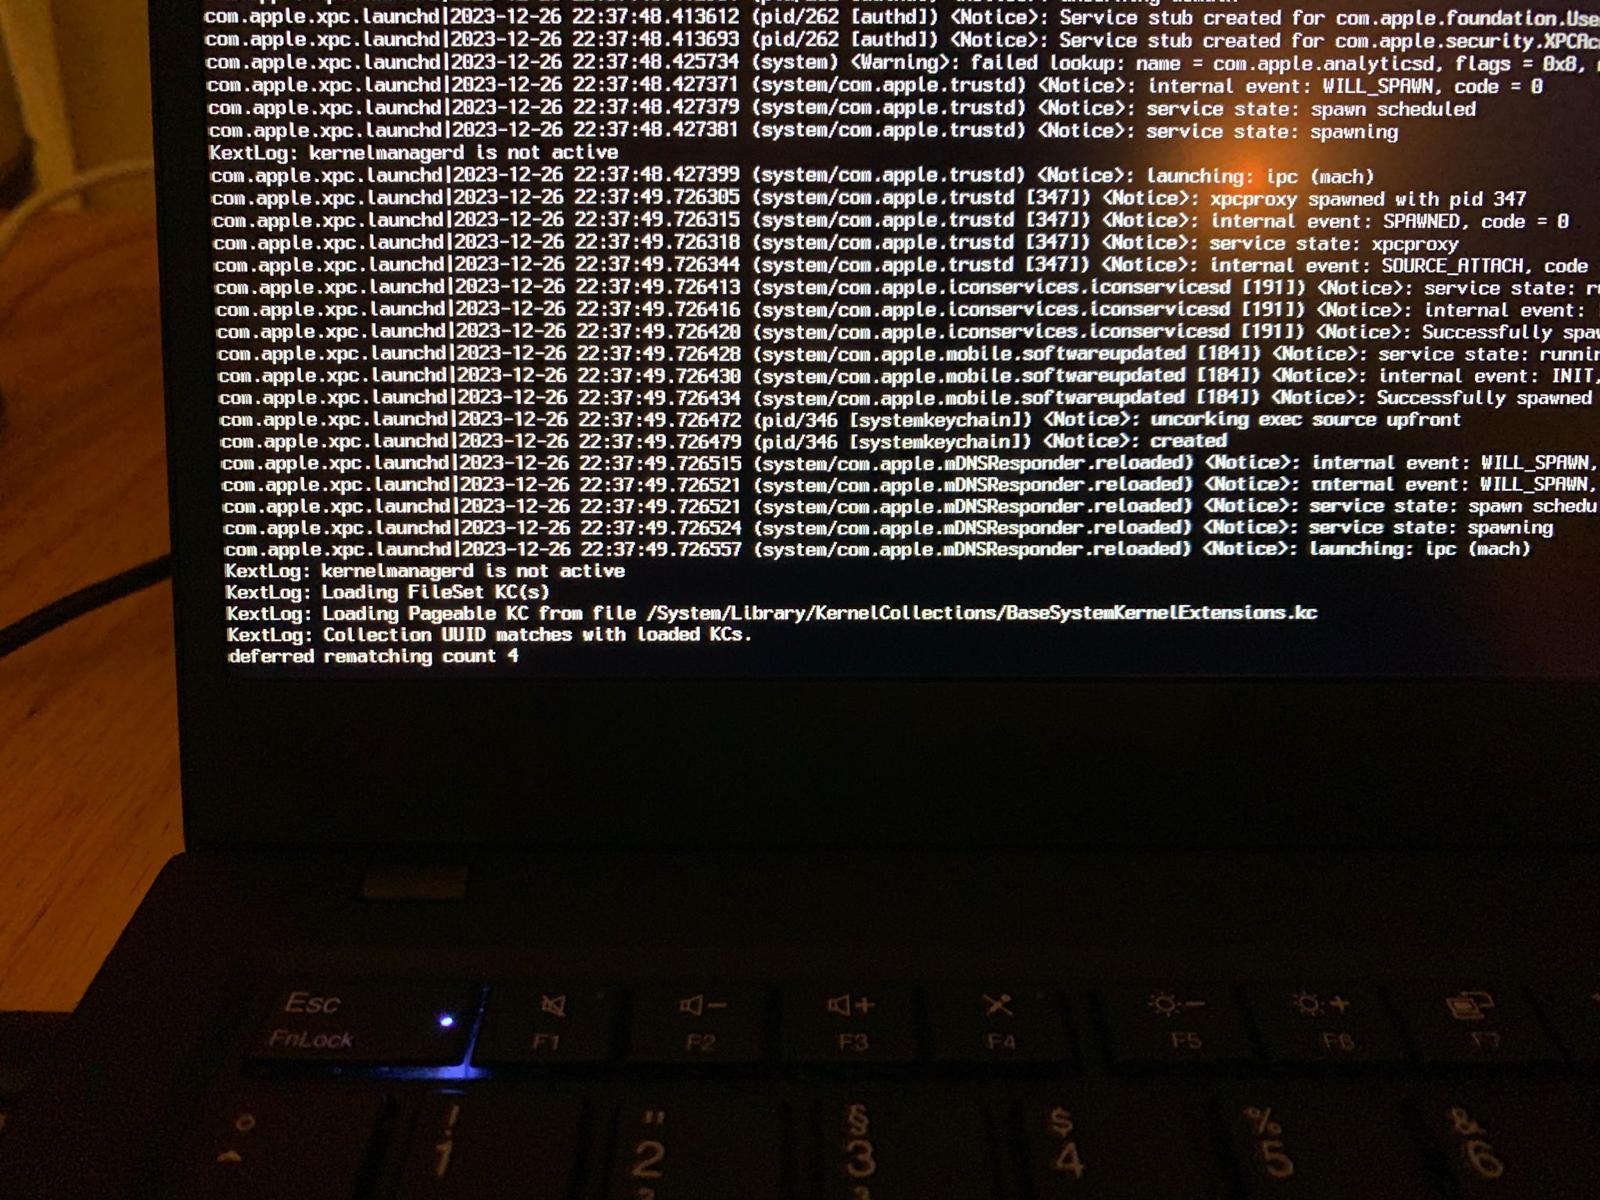 com.apple.xpc.launchd|2023-12-26 22:37:48.413612 (pid/262 [authd]) <Notice>: Service stub created for com.apple.foundation.Use
com.apple.xpc.launchd|2023-12-26 22:37:48.413693 (pid/262 [authd]) <Notice>: Service stub created for com.apple.security.XPCAc
com.apple.xpc.launchd|2023-12-26 22:37:48.425734 (system) <Warning>: failed lookup: name = com.apple.analyticsd, flags = 0x8,
com.apple.xpc.launchd|2023-12-26 22:37:48.427371 (system/com.apple.trustd) <Notice>: internal event: WILL_SPAWN, code = 0
com.apple.xpc.launchd|2023-12-26 22:37:48.427379 (system/com.apple.trustd) <Notice>: service state: spawn scheduled
com.apple.xpc.launchd|2023-12-26 22:37:48.427381 (system/com.apple.trustd) <Notice>: service state: spawning
KextLog: kernelmanagerd is not active
com.apple.xpc.launchd|2023-12-26 22:37:48.427399 (system/com.apple.trustd) <Notice>: launching: ipc (mach)
com.apple.xpc.launchd|2023-12-26 22:37:49.726305 (system/com.apple.trustd [347]) <Notice>: xpcproxy spawned with pid 347
com.apple.xpc.launchd|2023-12-26 22:37:49.726315 (system/com.apple.trustd [347]) <Notice>: internal event: SPAWNED, code = 0
com.apple.xpc.launchd|2023-12-26 22:37:49.726318 (system/com.apple.trustd [347]) <Notice>: service state: xpcproxy
com.apple.xpc.launchd|2023-12-26 22:37:49.726344 (system/com.apple.trustd [347]) <Notice>: internal event: SOURCE_ATTACH, code
com.apple.xpc.launchd|2023-12-26 22:37:49.726413 (system/com.apple.iconservices.iconservicesd [191]) <Notice>: service state: ru
com.apple.xpc.launchd|2023-12-26 22:37:49.726416 (system/com.apple.iconservices.iconservicesd [191]) <Notice>: internal event:
com.apple.xpc.launchd|2023-12-26 22:37:49.726420 (system/com.apple.iconservices.iconservicesd [191]) <Notice>: Successfully spaw
com.apple.xpc.launchd|2023-12-26 22:37:49.726428 (system/com.apple.mobile.softwareupdated [184]) <Notice>: service state: runnin
com.apple.xpc.launchd|2023-12-26 22:37:49.726430 (system/com.apple.mobile.softwareupdated [184]) <Notice>: internal event: INIT,
com.apple.xpc.launchd|2023-12-26 22:37:49.726434 (system/com.apple.mobile.softwareupdated [184]) <Notice>: Successfully spawned
com.apple.xpc.launchd|2023-12-26 22:37:49.726472 (pid/346 [systemkeychain]) <Notice>: uncorking exec source upfront
com.apple.xpc.launchd|2023-12-26 22:37:49.726479 (pid/346 [systemkeychain]) <Notice>: created
com.apple.xpc.launchd|2023-12-26 22:37:49.726515 (system/com.apple.mDNSResponder.reloaded) <Notice>: internal event: WILL_SPAWN,
com.apple.xpc.launchd|2023-12-26 22:37:49.726521 (system/com.apple.mDNSResponder.reloaded) <Notice>: internal event: WILL_SPAWN,
com.apple.xpc.launchd|2023-12-26 22:37:49.726521 (system/com.apple.mDNSResponder.reloaded) <Notice>: service state: spawn schedu
com.apple.xpc.launchd|2023-12-26 22:37:49.726524 (system/com.apple.mDNSResponder.reloaded) <Notice>: service state: spawning
com.apple.xpc.launchd|2023-12-26 22:37:49.726557 (system/com.apple.mDNSResponder.reloaded) <Notice>: launching: ipc (mach)
KextLog: kernelmanagerd is not active
KextLog: Loading FileSet KC(s)
KextLog: Loading Pageable KC from file /System/Library/KernelCollections/BaseSystemKernelExtensions.kc
KextLog: Collection UUID matches with loaded KCs.
deferred rematching count 4
Esc
FnLock F1 F2 F3 F4 F5 F6 F7
° ! " § $ % &
^ 1 2 3 4 5 6